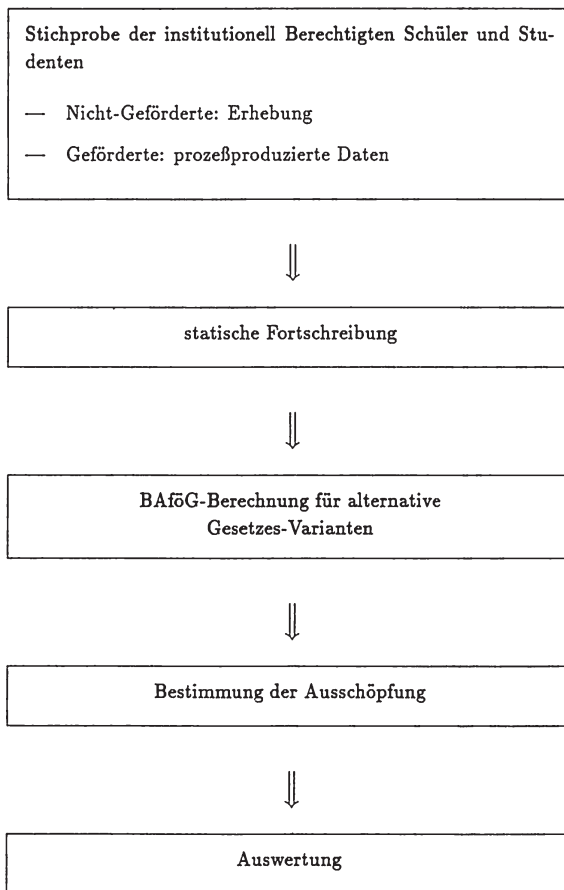 Stichprobe der institutionell Berechtigten Schüler und Stu-
denten
— Nicht-Geförderte: Erhebung
— Geförderte: prozeßproduzierte Daten
⇓
statische Fortschreibung
⇓
BAföG-Berechnung für alternative
Gesetzes-Varianten
⇓
Bestimmung der Ausschöpfung
⇓
Auswertung